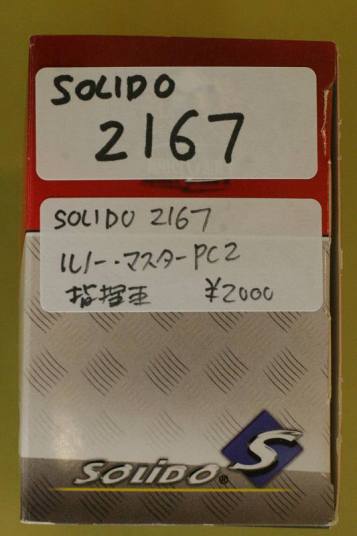 SOLIDO
2167
SOLIDO 2167
ルノー・マスターPC2
指揮車 ¥2000
S
SOLIDO®